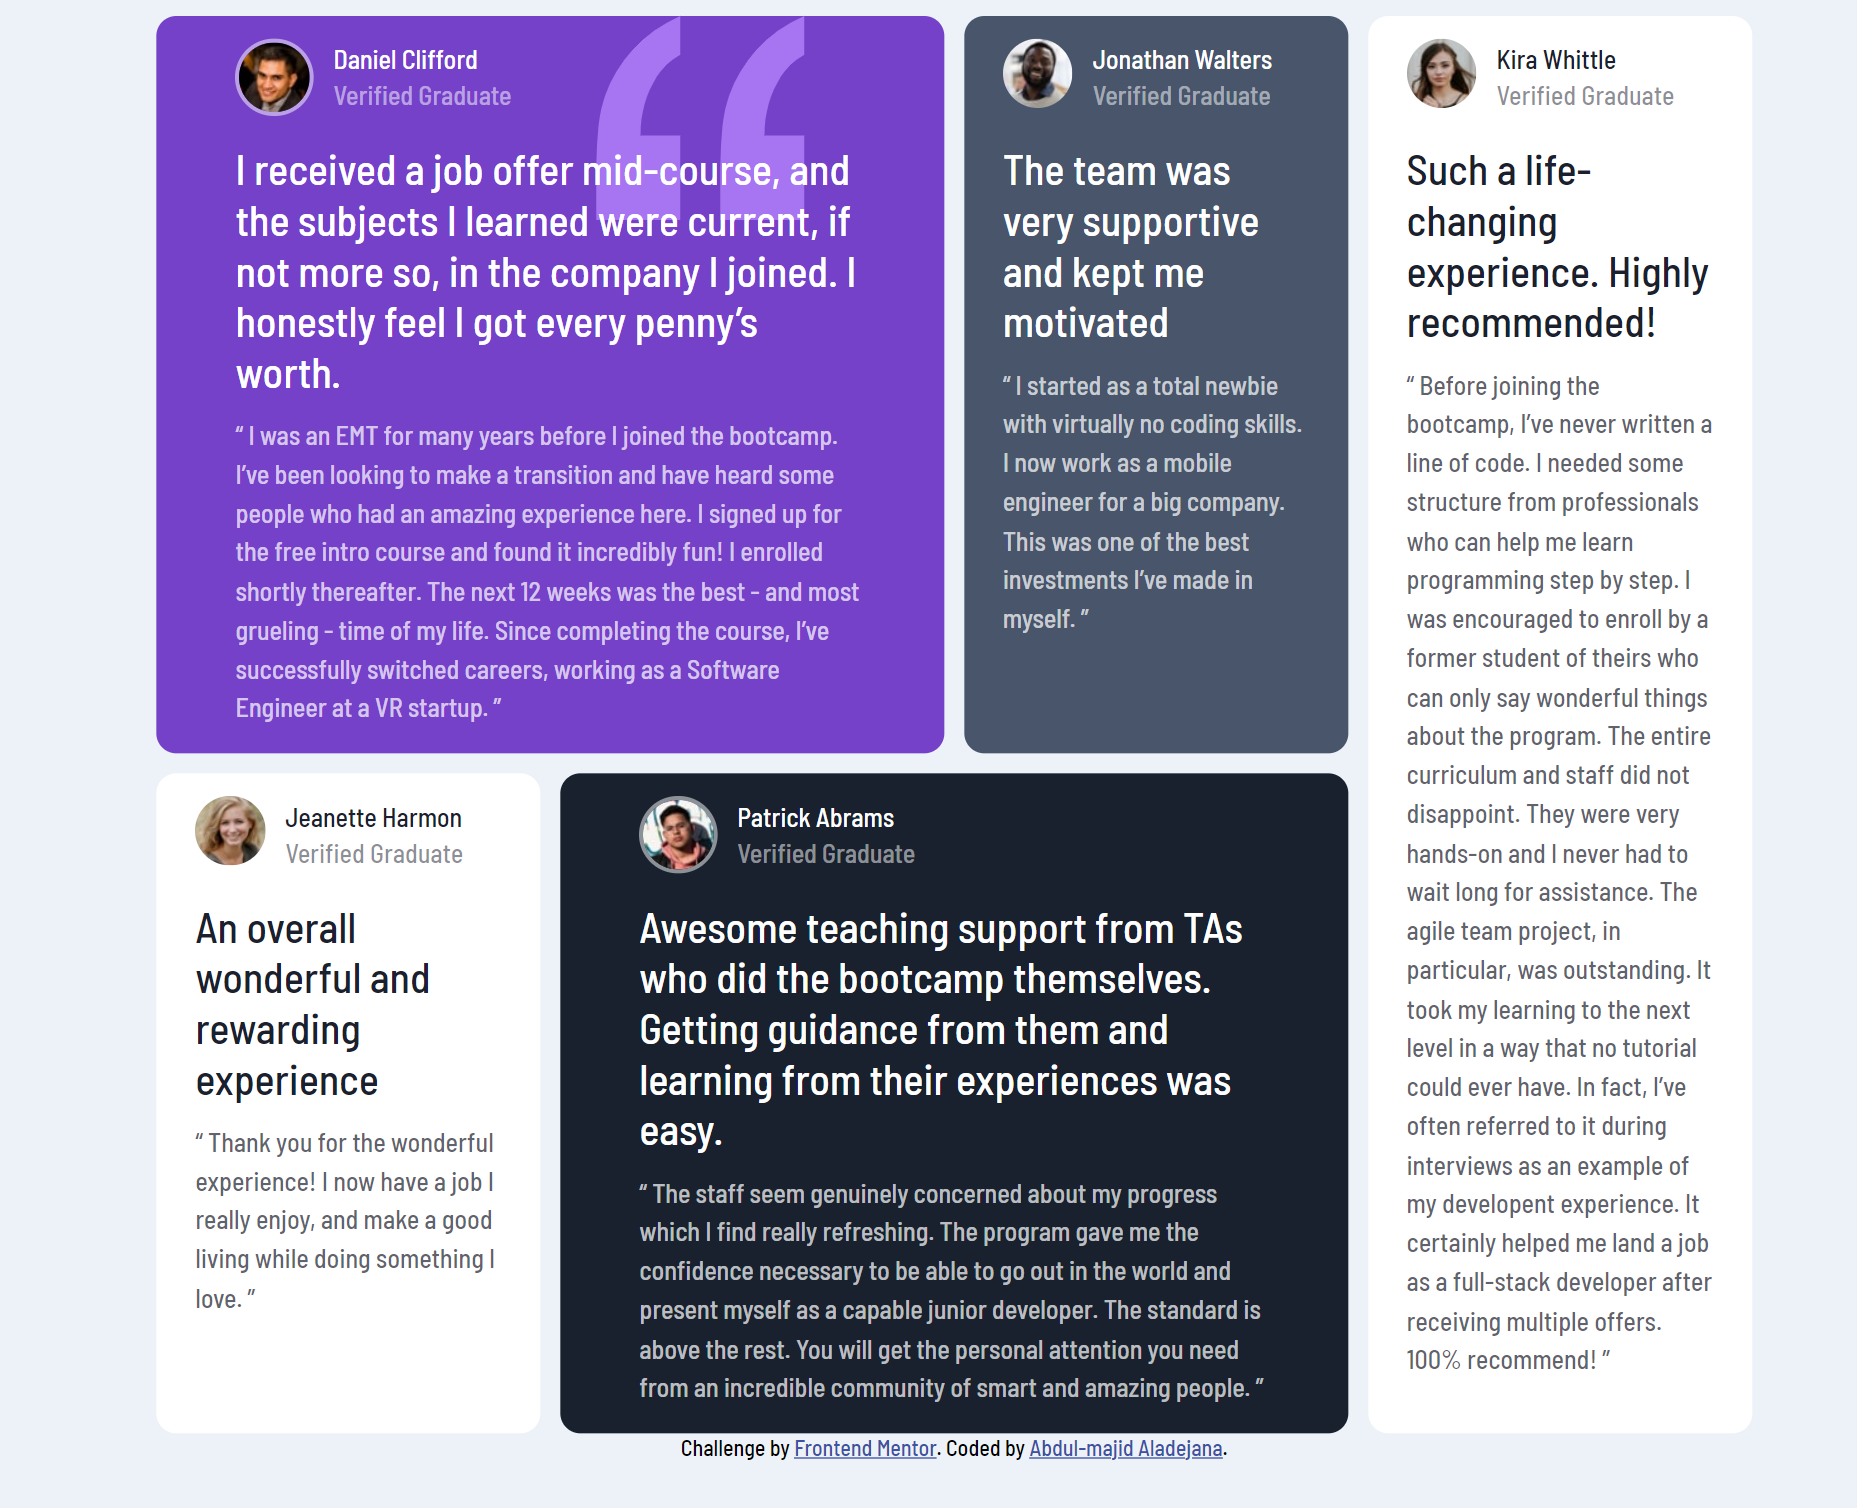 Daniel Clifford
Verified Graduate
I received a job offer mid-course, and
the subjects I learned were current, if
not more so, in the company I joined. I
honestly feel I got every penny’s
worth.
“ I was an EMT for many years before I joined the bootcamp.
I’ve been looking to make a transition and have heard some
people who had an amazing experience here. I signed up for
the free intro course and found it incredibly fun! I enrolled
shortly thereafter. The next 12 weeks was the best - and most
grueling - time of my life. Since completing the course, I’ve
successfully switched careers, working as a Software
Engineer at a VR startup. ”
Jonathan Walters
Verified Graduate
The team was
very supportive
and kept me
motivated
“ I started as a total newbie
with virtually no coding skills.
I now work as a mobile
engineer for a big company.
This was one of the best
investments I’ve made in
myself. ”
Kira Whittle
Verified Graduate
Such a life-
changing
experience. Highly
recommended!
“ Before joining the
bootcamp, I’ve never written a
line of code. I needed some
structure from professionals
who can help me learn
programming step by step. I
was encouraged to enroll by a
former student of theirs who
can only say wonderful things
about the program. The entire
curriculum and staff did not
disappoint. They were very
hands-on and I never had to
wait long for assistance. The
agile team project, in
particular, was outstanding. It
took my learning to the next
level in a way that no tutorial
could ever have. In fact, I’ve
often referred to it during
interviews as an example of
my developent experience. It
certainly helped me land a job
as a full-stack developer after
receiving multiple offers.
100% recommend! ”
Jeanette Harmon
Verified Graduate
An overall
wonderful and
rewarding
experience
“ Thank you for the wonderful
experience! I now have a job I
really enjoy, and make a good
living while doing something I
love. ”
Patrick Abrams
Verified Graduate
Awesome teaching support from TAs
who did the bootcamp themselves.
Getting guidance from them and
learning from their experiences was
easy.
“ The staff seem genuinely concerned about my progress
which I find really refreshing. The program gave me the
confidence necessary to be able to go out in the world and
present myself as a capable junior developer. The standard is
above the rest. You will get the personal attention you need
from an incredible community of smart and amazing people. ”
Challenge by Frontend Mentor. Coded by Abdul-majid Aladejana.